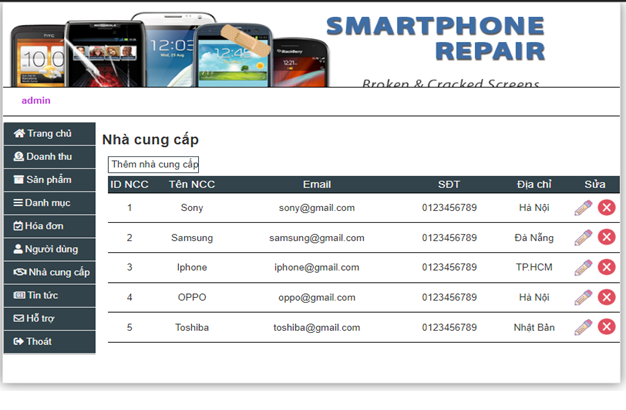 SMARTPHONE
REPAIR
Broken & Cracked Screens
hTC
12:03
BlackBerry
admin
Trang chủ
Doanh thu
Sản phẩm
Danh mục
Hóa đơn
Người dùng
Nhà cung cấp
Tin tức
Hỗ trợ
Thoát
Nhà cung cấp
Thêm nhà cung cấp
ID NCC Tên NCC Email SĐT Địa chỉ Sửa
1 Sony sony@gmail.com 0123456789 Hà Nội
2 Samsung samsung@gmail.com 0123456789 Đà Nẵng
3 Iphone iphone@gmail.com 0123456789 TP.HCM
4 OPPO oppo@gmail.com 0123456789 Hà Nội
5 Toshiba toshiba@gmail.com 0123456789 Nhật Bản